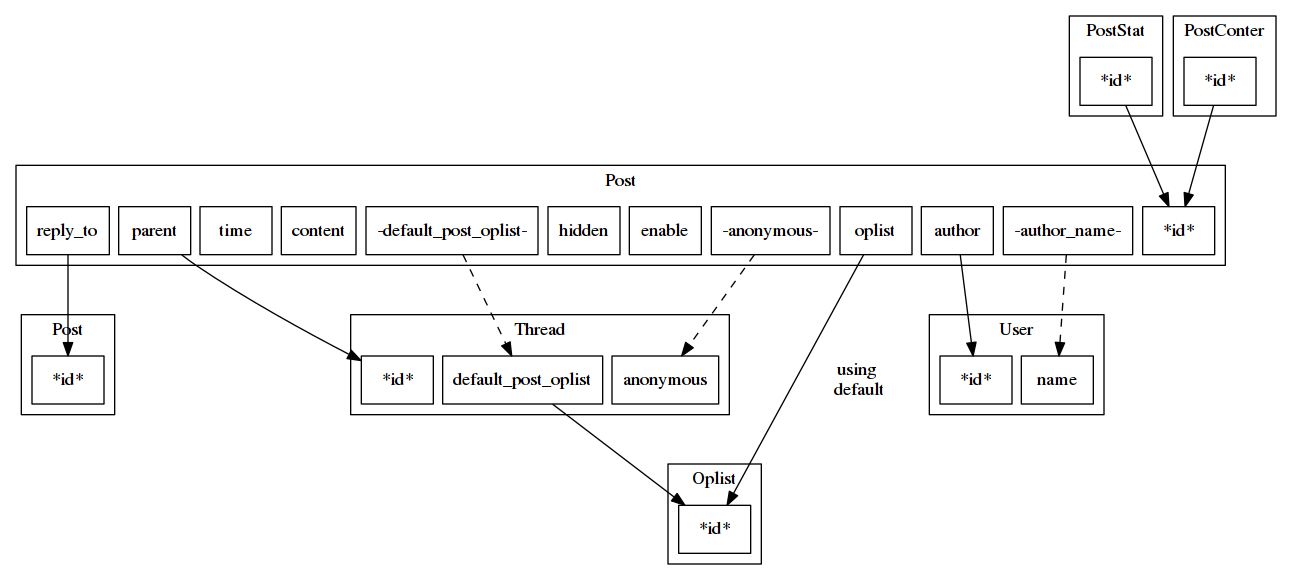 PostStat
PostConter
*id*
*id*
Post
reply_to
parent
time
content
-default_post_oplist-
hidden
enable
-anonymous-
oplist
author
-author_name-
*id*
Post
*id*
Thread
*id*
default_post_oplist
anonymous
using
default
User
*id*
name
Oplist
*id*